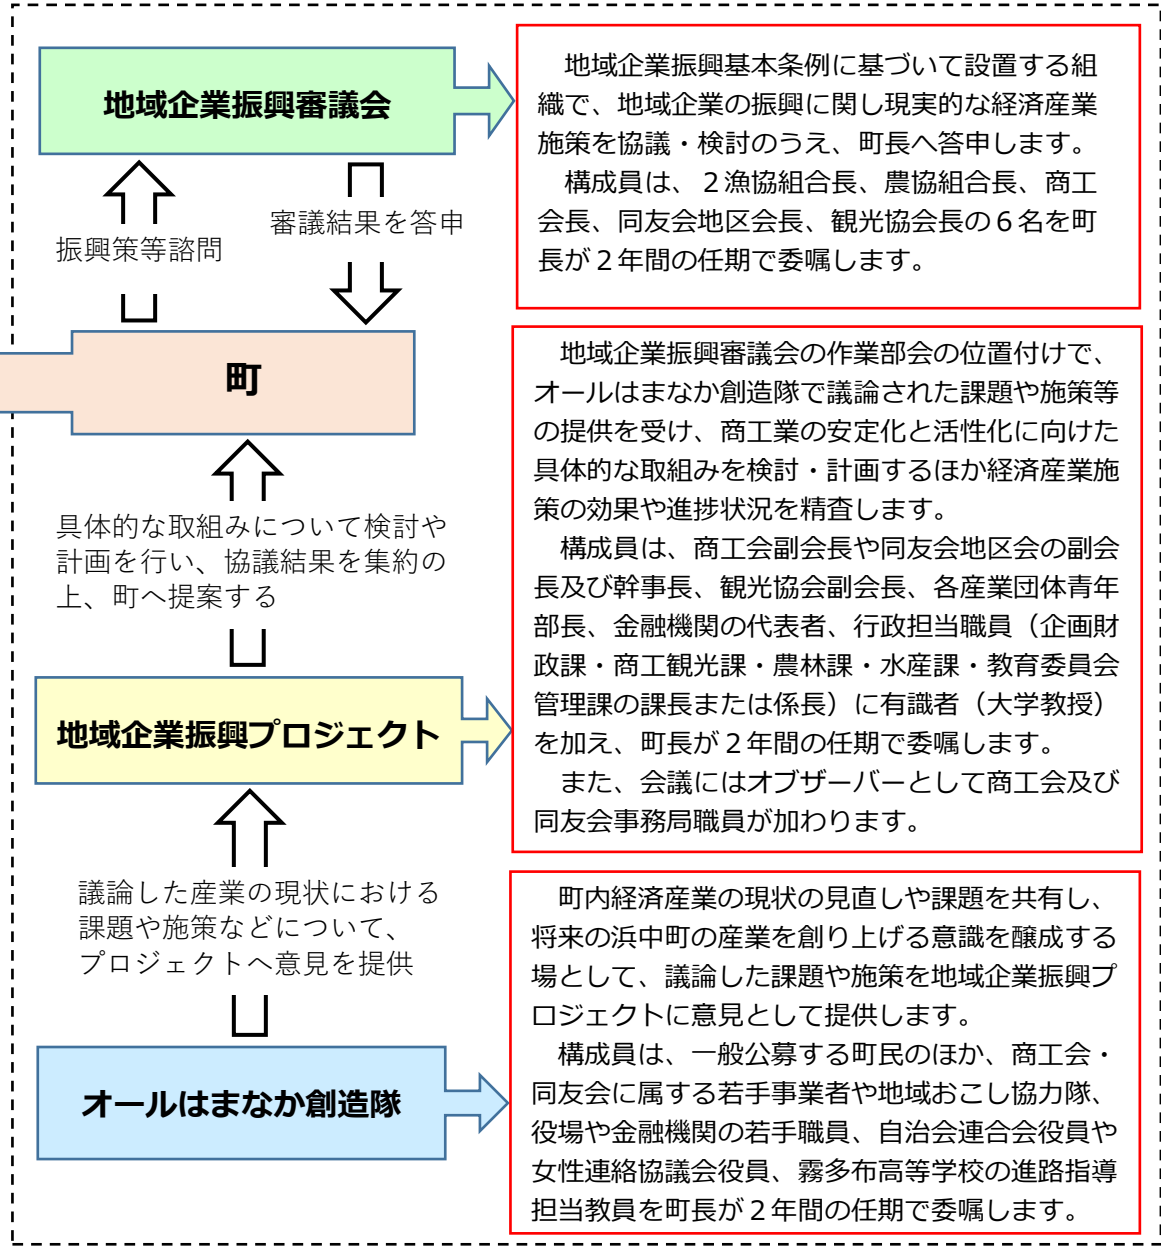 地域企業振興審議会
地域企業振興基本条例に基づいて設置する組
織で、地域企業の振興に関し現実的な経済産業
施策を協議・検討のうえ、町長へ答申します。
構成員は、２漁協組合長、農協組合長、商工
会長、同友会地区会長、観光協会長の６名を町
長が２年間の任期で委嘱します。
振興策等諮問
審議結果を答申
町
地域企業振興審議会の作業部会の位置付けで、
オールはまなか創造隊で議論された課題や施策等
の提供を受け、商工業の安定化と活性化に向けた
具体的な取組みを検討・計画するほか経済産業施
策の効果や進捗状況を精査します。
構成員は、商工会副会長や同友会地区会の副会
長及び幹事長、観光協会副会長、各産業団体青年
部長、金融機関の代表者、行政担当職員（企画財
政課・商工観光課・農林課・水産課・教育委員会
管理課の課長または係長）に有識者（大学教授）
を加え、町長が２年間の任期で委嘱します。
また、会議にはオブザーバーとして商工会及び
同友会事務局職員が加わります。
具体的な取組みについて検討や
計画を行い、協議結果を集約の
上、町へ提案する
地域企業振興プロジェクト
議論した産業の現状における
課題や施策などについて、
プロジェクトへ意見を提供
オールはまなか創造隊
町内経済産業の現状の見直しや課題を共有し、
将来の浜中町の産業を創り上げる意識を醸成する
場として、議論した課題や施策を地域企業振興プ
ロジェクトに意見として提供します。
構成員は、一般公募する町民のほか、商工会・
同友会に属する若手事業者や地域おこし協力隊、
役場や金融機関の若手職員、自治会連合会役員や
女性連絡協議会役員、霧多布高等学校の進路指導
担当教員を町長が２年間の任期で委嘱します。